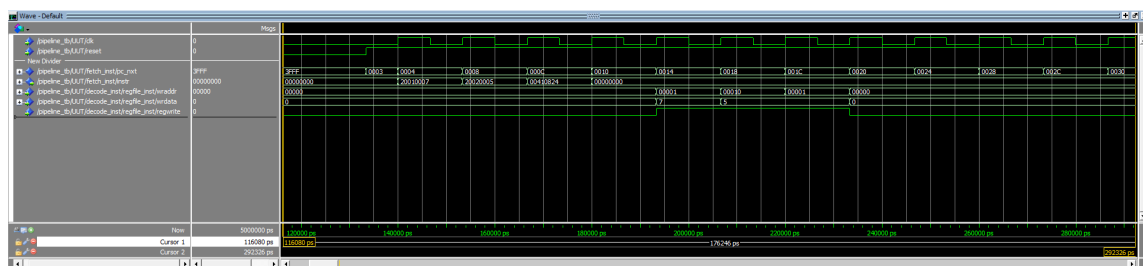 Wave - Default
Msgs
/pipeline_tb/UUT/clk 0
/pipeline_tb/UUT/reset 0
New Divider
/pipeline_tb/UUT/fetch_inst/pc_nxt 3FFF 3FFF 0003 0004 0008 000C 0010 0014 0018 001C 0020 0024 0028 002C 0030
/pipeline_tb/UUT/fetch_inst/instr 00000000 00000000 20010007 20020005 00410824 00000000
/pipeline_tb/UUT/decode_inst/regfile_inst/wraddr 00000 00000 00001 00010 00001 00000
/pipeline_tb/UUT/decode_inst/regfile_inst/wrdata 0 0 7 5 0
/pipeline_tb/UUT/decode_inst/regfile_inst/regwrite 0
Now 5000000 ps 120000 ps 140000 ps 160000 ps 180000 ps 200000 ps 220000 ps 240000 ps 260000 ps 280000 ps
Cursor 1 116080 ps 116080 ps 176246 ps
Cursor 2 292326 ps 292326 ps